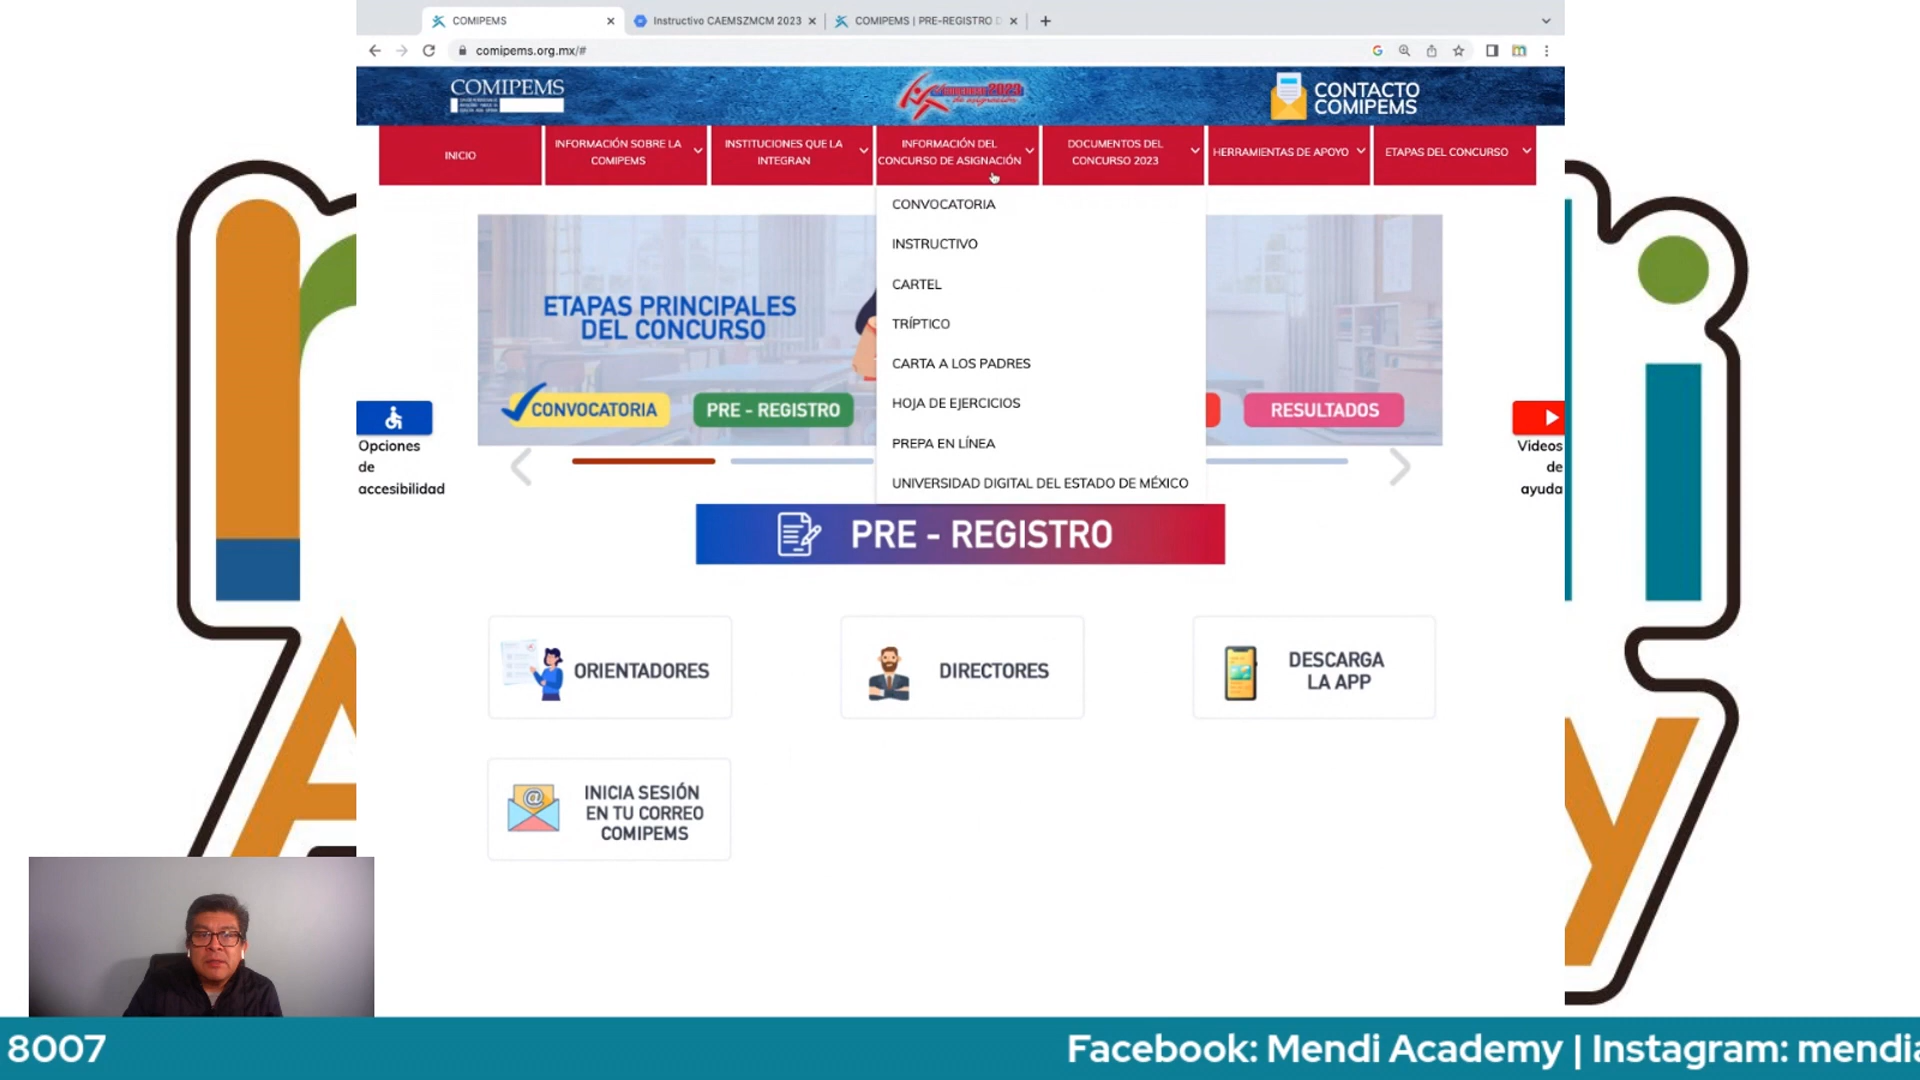 COMIPEMS
Instructivo CAEMSZMCM 2023
COMIPEMS | PRE-REGISTRO D
comipems.org.mx/#
COMIPEMS
CONTACTO
COMIPEMS
INICIO
INFORMACIÓN SOBRE LA
COMIPEMS
INSTITUCIONES QUE LA
INTEGRAN
INFORMACIÓN DEL
CONCURSO DE ASIGNACIÓN
DOCUMENTOS DEL
CONCURSO 2023
HERRAMIENTAS DE APOYO
ETAPAS DEL CONCURSO
CONVOCATORIA
INSTRUCTIVO
CARTEL
TRÍPTICO
CARTA A LOS PADRES
HOJA DE EJERCICIOS
PREPA EN LÍNEA
UNIVERSIDAD DIGITAL DEL ESTADO DE MÉXICO
ETAPAS PRINCIPALES
DEL CONCURSO
CONVOCATORIA
PRE - REGISTRO
RESULTADOS
Opciones
de
accesibilidad
Videos
de
ayuda
PRE - REGISTRO
ORIENTADORES
DIRECTORES
DESCARGA
LA APP
INICIA SESIÓN
EN TU CORREO
COMIPEMS
8007
Facebook: Mendi Academy | Instagram: mendia